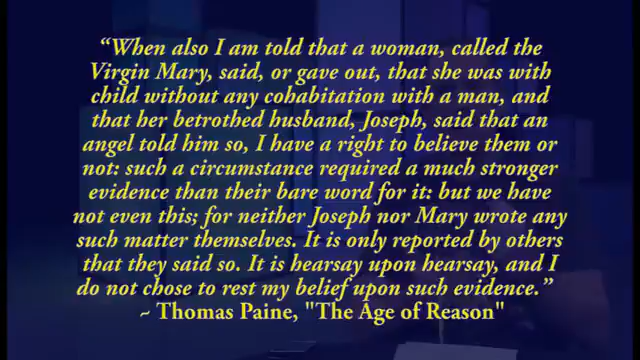 “When also I am told that a woman, called the
Virgin Mary, said, or gave out, that she was with
child without any cohabitation with a man, and
that her betrothed husband, Joseph, said that an
angel told him so, I have a right to believe them or
not: such a circumstance required a much stronger
evidence than their bare word for it: but we have
not even this; for neither Joseph nor Mary wrote any
such matter themselves. It is only reported by others
that they said so. It is hearsay upon hearsay, and I
do not chose to rest my belief upon such evidence.”
~ Thomas Paine, "The Age of Reason"